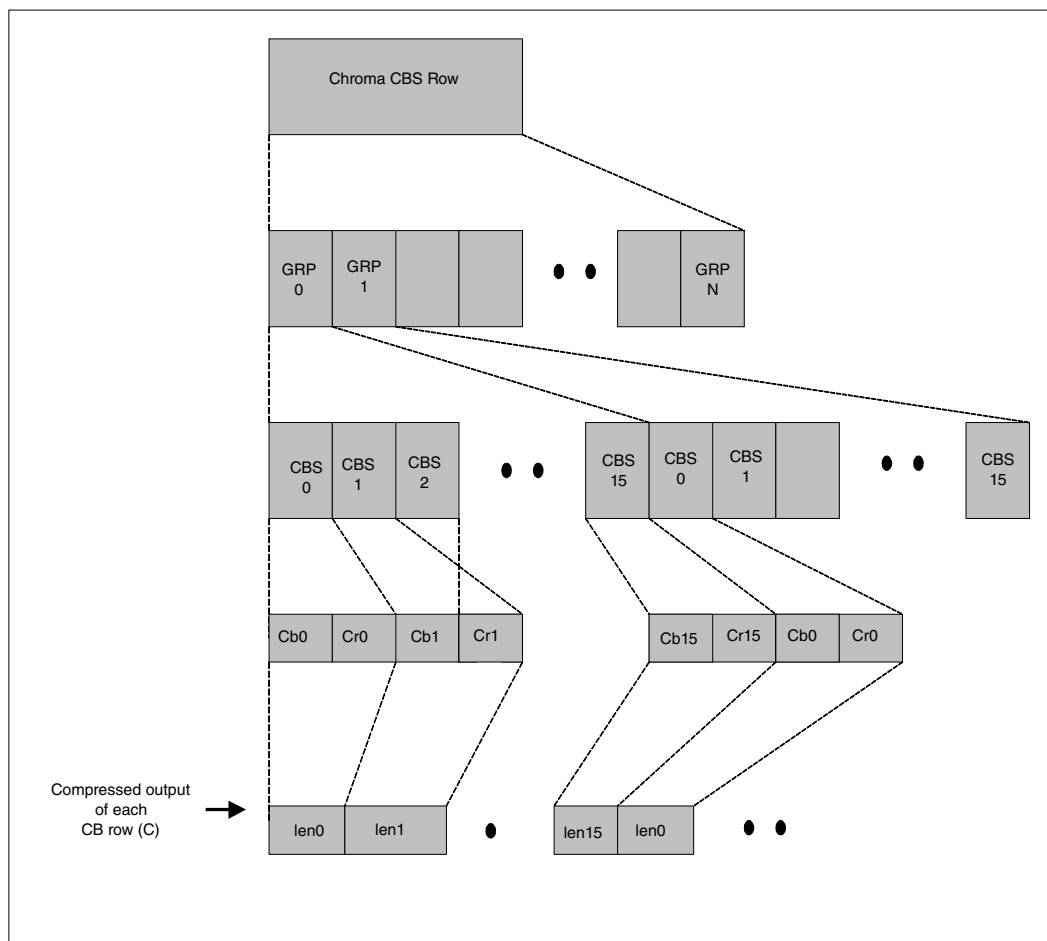 Chroma CBS Row
GRP
0
GRP
1
GRP
N
CBS
0
CBS
1
CBS
2
CBS
15
CBS
0
CBS
1
CBS
15
Cb0
Cr0
Cb1
Cr1
Cb15
Cr15
Cb0
Cr0
Compressed output
of each
CB row (C)
len0
len1
len15
len0